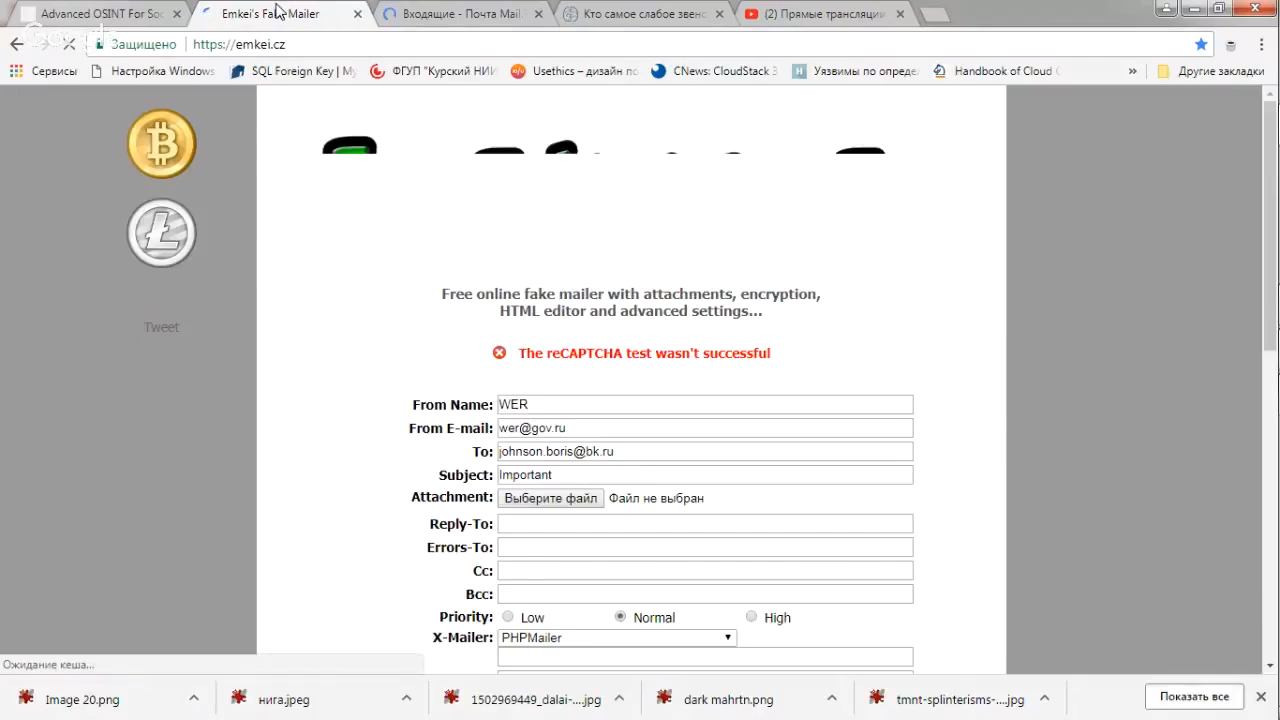 Advanced OSINT For Soc
Emkei's Fake Mailer
Входящие - Почта Mail.
Кто самое слабое звенс
(2) Прямые трансляции
Защищено
https://emkei.cz
Сервисы
Настройка Windows
SQL Foreign Key | My
ФГУП "Курский НИИ
Usethics – дизайн по
CNews: CloudStack 3
Уязвимы по опреде
Handbook of Cloud
»
Другие закладки
Tweet
Free online fake mailer with attachments, encryption,
HTML editor and advanced settings...
The reCAPTCHA test wasn't successful
From Name: WER
From E-mail: wer@gov.ru
To: johnson.boris@bk.ru
Subject: Important
Attachment: Выберите файл Файл не выбран
Reply-To:
Errors-To:
Cc:
Bcc:
Priority: Low Normal High
X-Mailer: PHPMailer
Ожидание кеша...
Image 20.png
нига.jpeg
1502969449_dalai-....jpg
dark mahrtn.png
tmnt-splinterisms-....jpg
Показать все